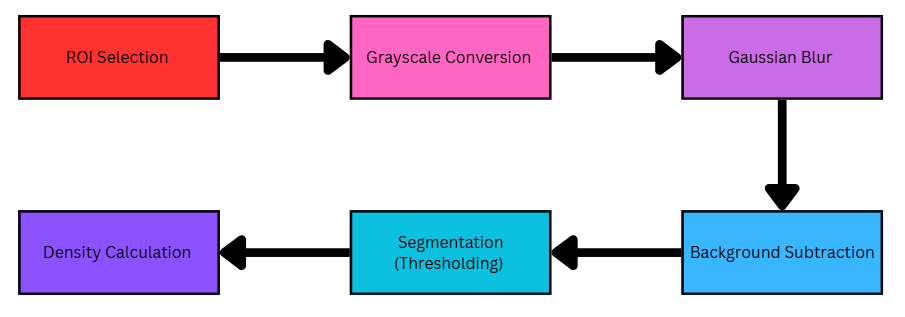 ROI Selection
Grayscale Conversion
Gaussian Blur
Density Calculation
Segmentation
(Thresholding)
Background Subtraction